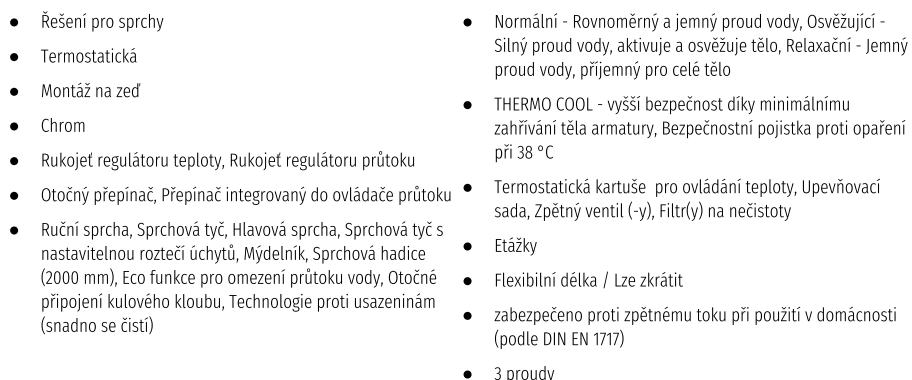 ● Řešení pro sprchy
● Termostatická
● Montáž na zeď
● Chrom
● Rukojeť regulátoru teploty, Rukojeť regulátoru průtoku
● Otočný přepínač, Přepínač integrovaný do ovládače průtoku
● Ruční sprcha, Sprchová tyč, Hlavová sprcha, Sprchová tyč s
nastavitelnou roztečí úchytů, Mýdelník, Sprchová hadice
(2000 mm), Eco funkce pro omezení průtoku vody, Otočné
připojení kulového kloubu, Technologie proti usazeninám
(snadno se čistí)
● Normální - Rovnoměrný a jemný proud vody, Osvěžující -
Silný proud vody, aktivuje a osvěžuje tělo, Relaxační - Jemný
proud vody, příjemný pro celé tělo
● THERMO COOL - vyšší bezpečnost díky minimálnímu
zahřívání těla armatury, Bezpečnostní pojistka proti opaření
při 38 °C
● Termostatická kartuše  pro ovládání teploty, Upevňovací
sada, Zpětný ventil (-y), Filtr(y) na nečistoty
● Etážky
● Flexibilní délka / Lze zkrátit
● zabezpečeno proti zpětnému toku při použití v domácnosti
(podle DIN EN 1717)
● 3 proudy